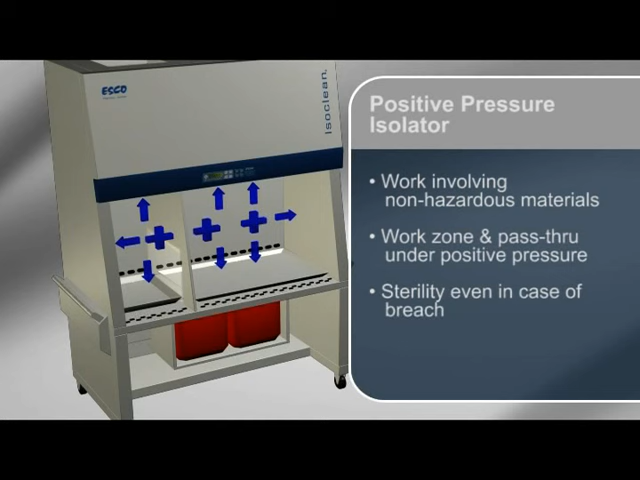 ESCO
Isoclean
Positive Pressure
Isolator
• Work involving
non-hazardous materials
• Work zone & pass-thru
under positive pressure
• Sterility even in case of
breach